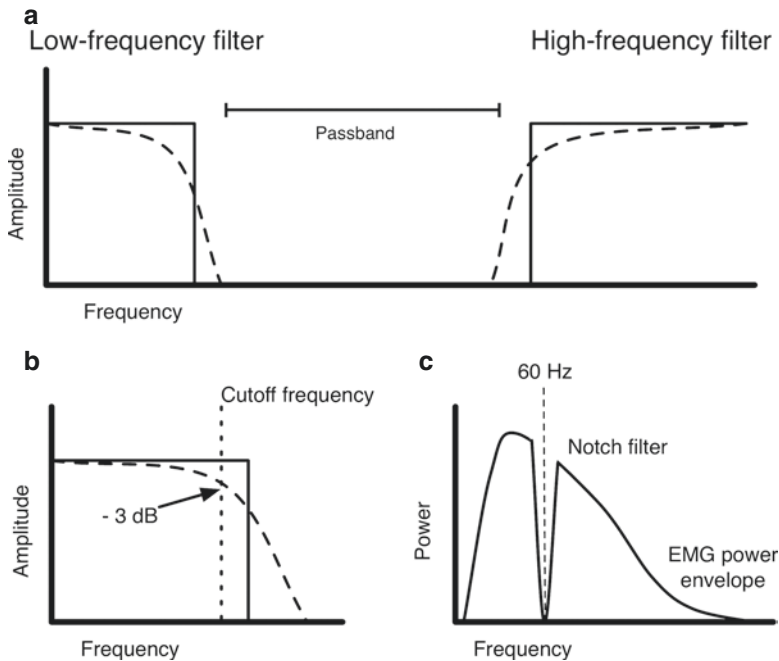 a
Low-frequency filter
High-frequency filter
Passband
Amplitude
Frequency
b
Cutoff frequency
- 3 dB
Amplitude
Frequency
c
60 Hz
Notch filter
EMG power
envelope
Power
Frequency